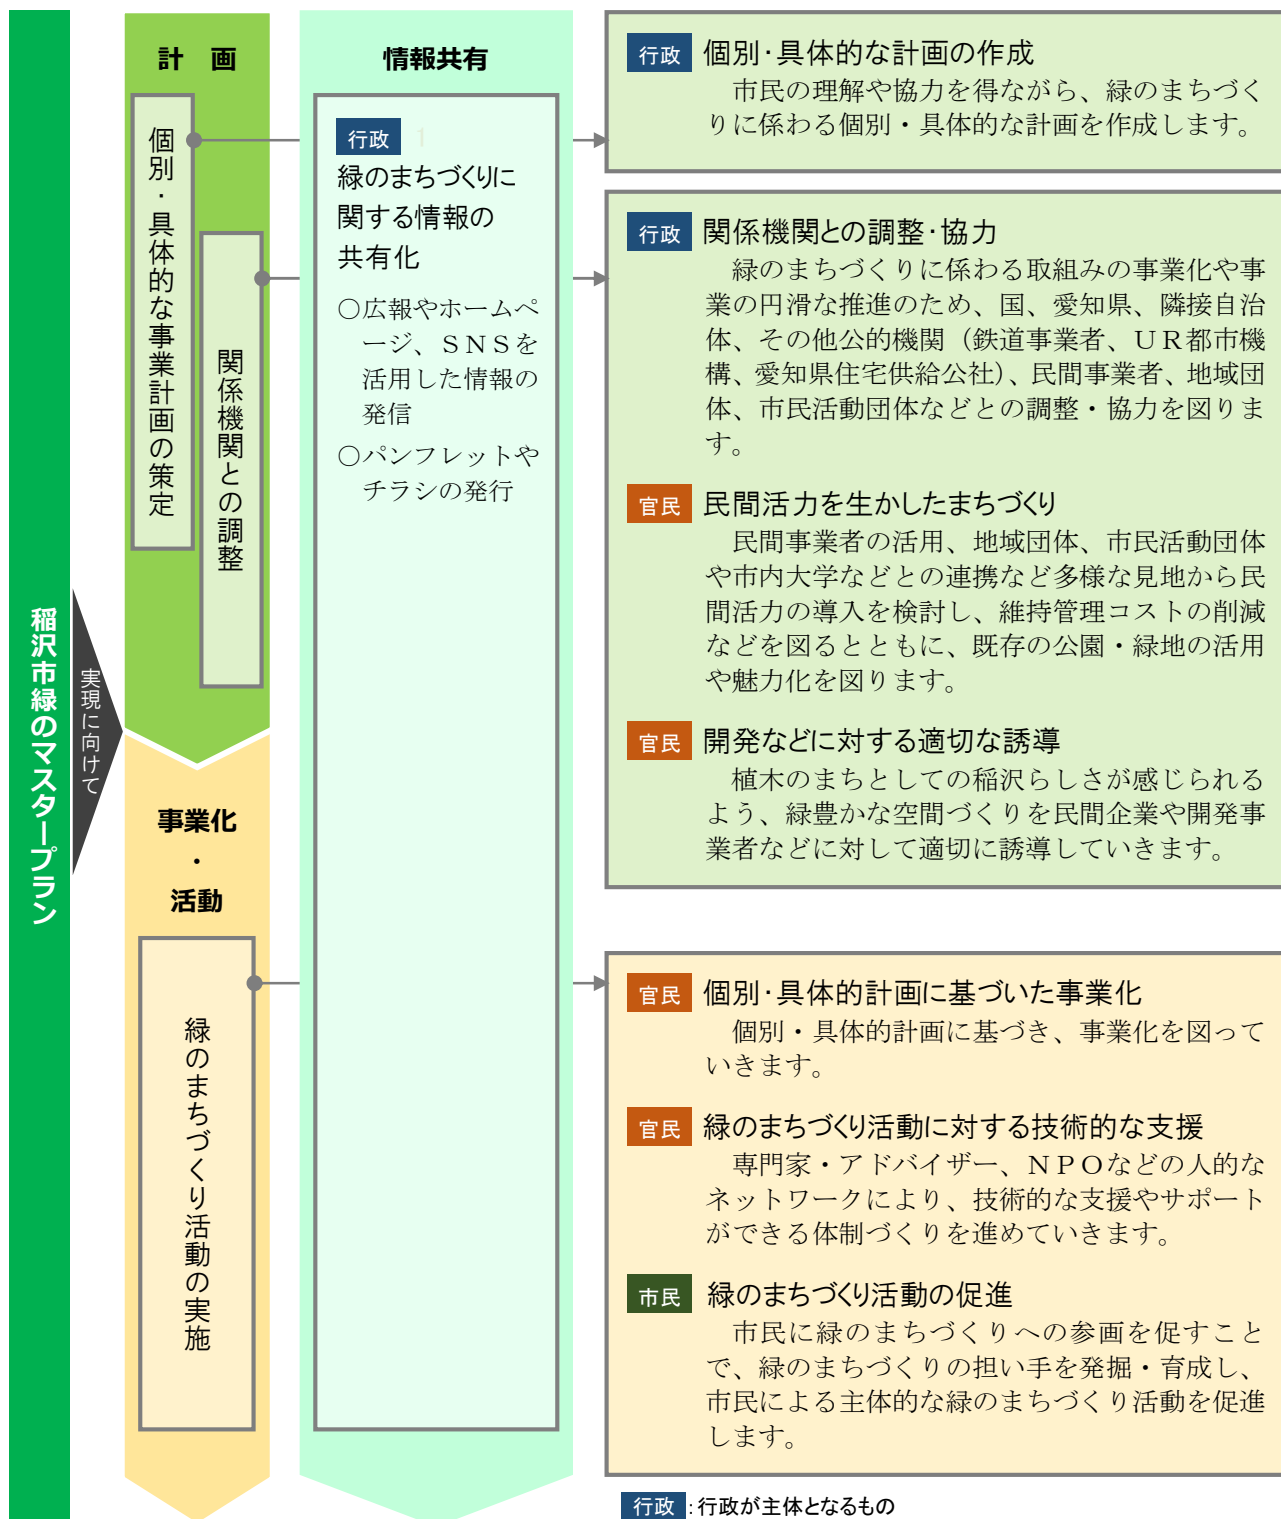 稲沢市緑のマスタープラン
実現に向けて
計　画
個別・具体的な事業計画の策定
関係機関との調整
事業化
・
活動
緑のまちづくり活動の実施
情報共有
行政 1
緑のまちづくりに
関する情報の
共有化
○広報やホームペ
ージ、ＳＮＳを
活用した情報の
発信
○パンフレットや
チラシの発行
行政 個別・具体的な計画の作成
市民の理解や協力を得ながら、緑のまちづく
りに係わる個別・具体的な計画を作成します。
行政 関係機関との調整・協力
緑のまちづくりに係わる取組みの事業化や事
業の円滑な推進のため、国、愛知県、隣接自治
体、その他公的機関（鉄道事業者、ＵＲ都市機
構、愛知県住宅供給公社）、民間事業者、地域団
体、市民活動団体などとの調整・協力を図りま
す。
官民 民間活力を生かしたまちづくり
民間事業者の活用、地域団体、市民活動団体
や市内大学などとの連携など多様な見地から民
間活力の導入を検討し、維持管理コストの削減
などを図るとともに、既存の公園・緑地の活用
や魅力化を図ります。
官民 開発などに対する適切な誘導
植木のまちとしての稲沢らしさが感じられる
よう、緑豊かな空間づくりを民間企業や開発事
業者などに対して適切に誘導していきます。
官民 個別・具体的計画に基づいた事業化
個別・具体的計画に基づき、事業化を図って
いきます。
官民 緑のまちづくり活動に対する技術的な支援
専門家・アドバイザー、ＮＰＯなどの人的な
ネットワークにより、技術的な支援やサポート
ができる体制づくりを進めていきます。
市民 緑のまちづくり活動の促進
市民に緑のまちづくりへの参画を促すこと
で、緑のまちづくりの担い手を発掘・育成し、
市民による主体的な緑のまちづくり活動を促進
します。
行政：行政が主体となるもの